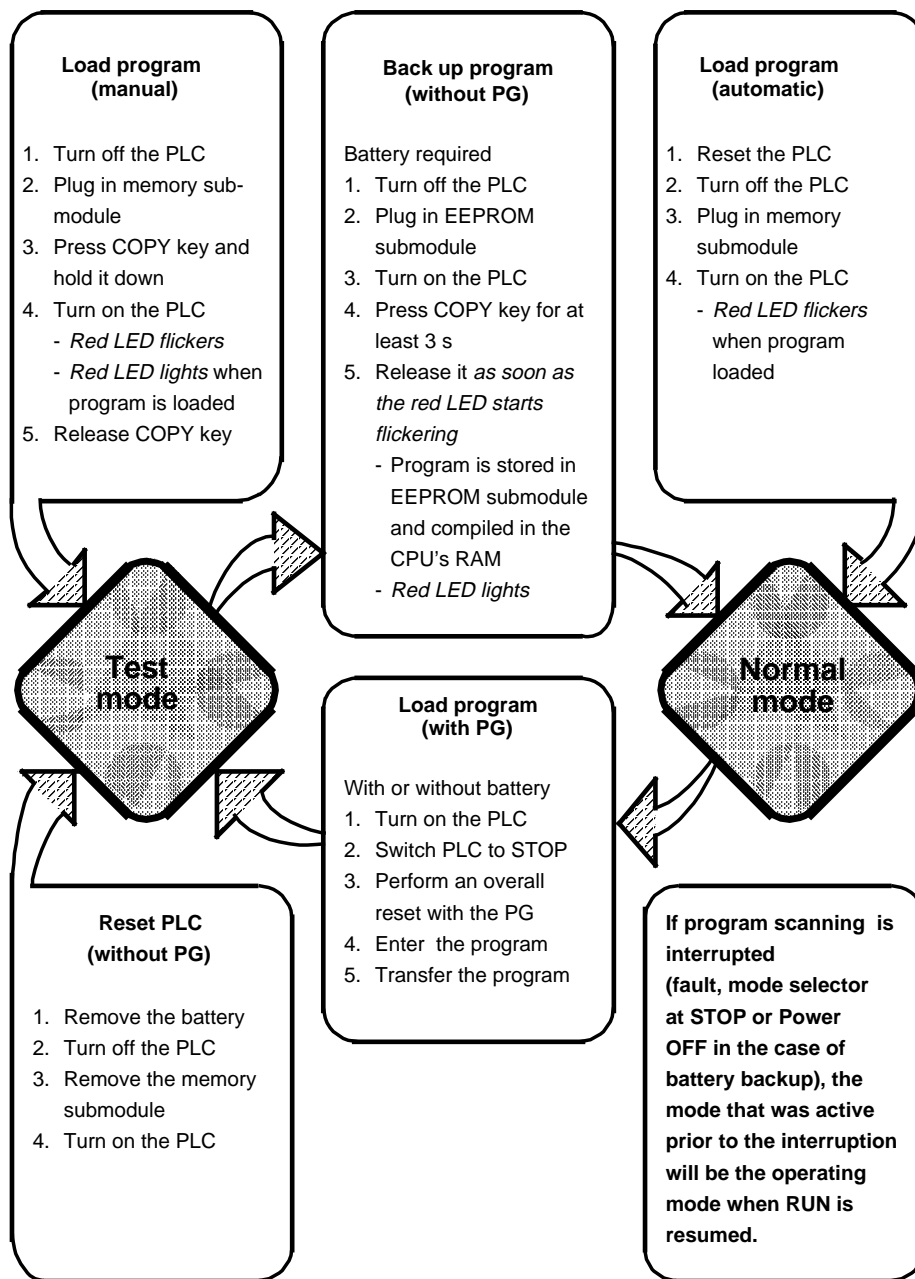 Load program
(manual)
1. Turn off the PLC
2. Plug in memory sub-
module
3. Press COPY key and
hold it down
4. Turn on the PLC
- Red LED flickers
- Red LED lights when
program is loaded
5. Release COPY key
Back up program
(without PG)
Battery required
1. Turn off the PLC
2. Plug in EEPROM
submodule
3. Turn on the PLC
4. Press COPY key for at
least 3 s
5. Release it as soon as
the red LED starts
flickering
- Program is stored in
EEPROM submodule
and compiled in the
CPU's RAM
- Red LED lights
Load program
(automatic)
1. Reset the PLC
2. Turn off the PLC
3. Plug in memory
submodule
4. Turn on the PLC
- Red LED flickers
when program
loaded
Test
mode
Normal
mode
Load program
(with PG)
With or without battery
1. Turn on the PLC
2. Switch PLC to STOP
3. Perform an overall
reset with the PG
4. Enter the program
5. Transfer the program
Reset PLC
(without PG)
1. Remove the battery
2. Turn off the PLC
3. Remove the memory
submodule
4. Turn on the PLC
If program scanning is
interrupted
(fault, mode selector
at STOP or Power
OFF in the case of
battery backup), the
mode that was active
prior to the interruption
will be the operating
mode when RUN is
resumed.